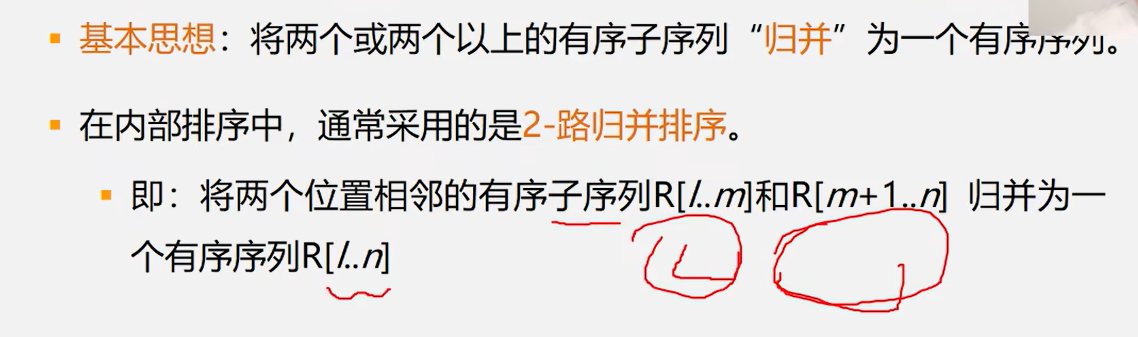 ▪ 基本思想：将两个或两个以上的有序子序列“归并”为一个有序序列。
▪ 在内部排序中，通常采用的是2-路归并排序。
▪ 即：将两个位置相邻的有序子序列R[l..m]和R[m+1..n] 归并为一
个有序序列R[l..n]